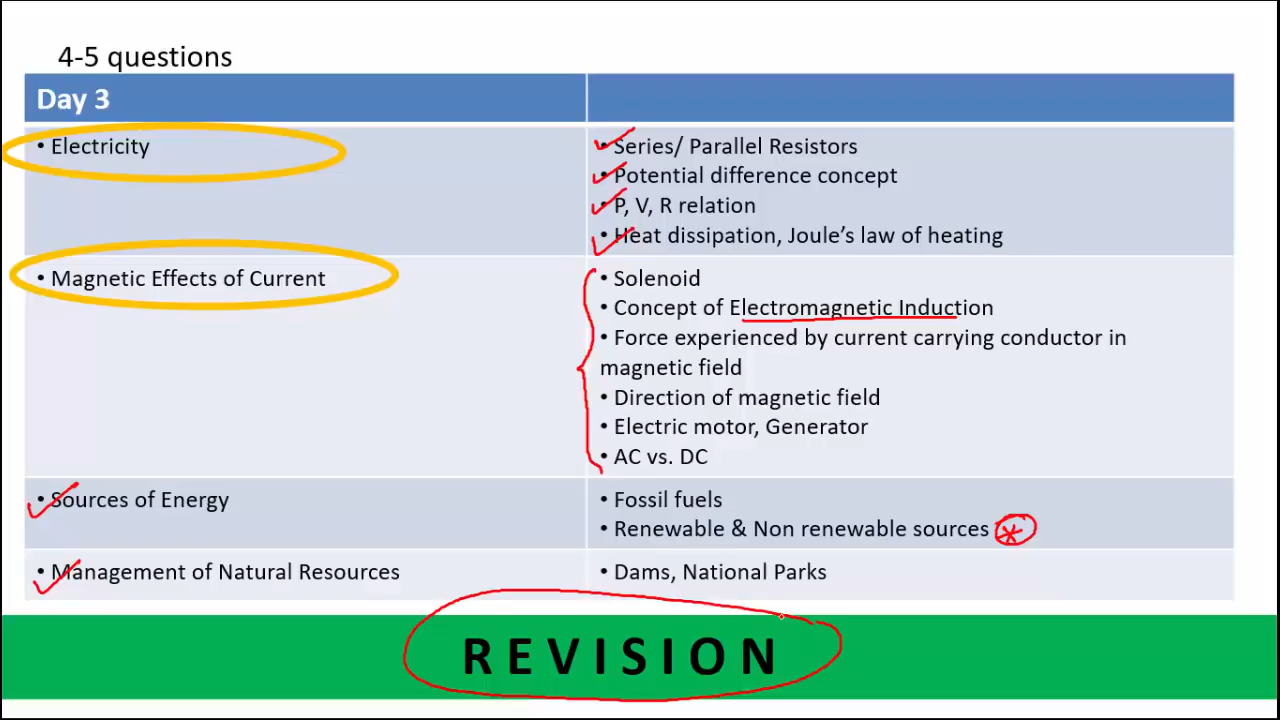 4-5 questions
Day 3
• Electricity
• Series/ Parallel Resistors
• Potential difference concept
• P, V, R relation
• Heat dissipation, Joule’s law of heating
• Magnetic Effects of Current
• Solenoid
• Concept of Electromagnetic Induction
• Force experienced by current carrying conductor in
magnetic field
• Direction of magnetic field
• Electric motor, Generator
• AC vs. DC
• Sources of Energy
• Fossil fuels
• Renewable & Non renewable sources *
• Management of Natural Resources
• Dams, National Parks
REVISION